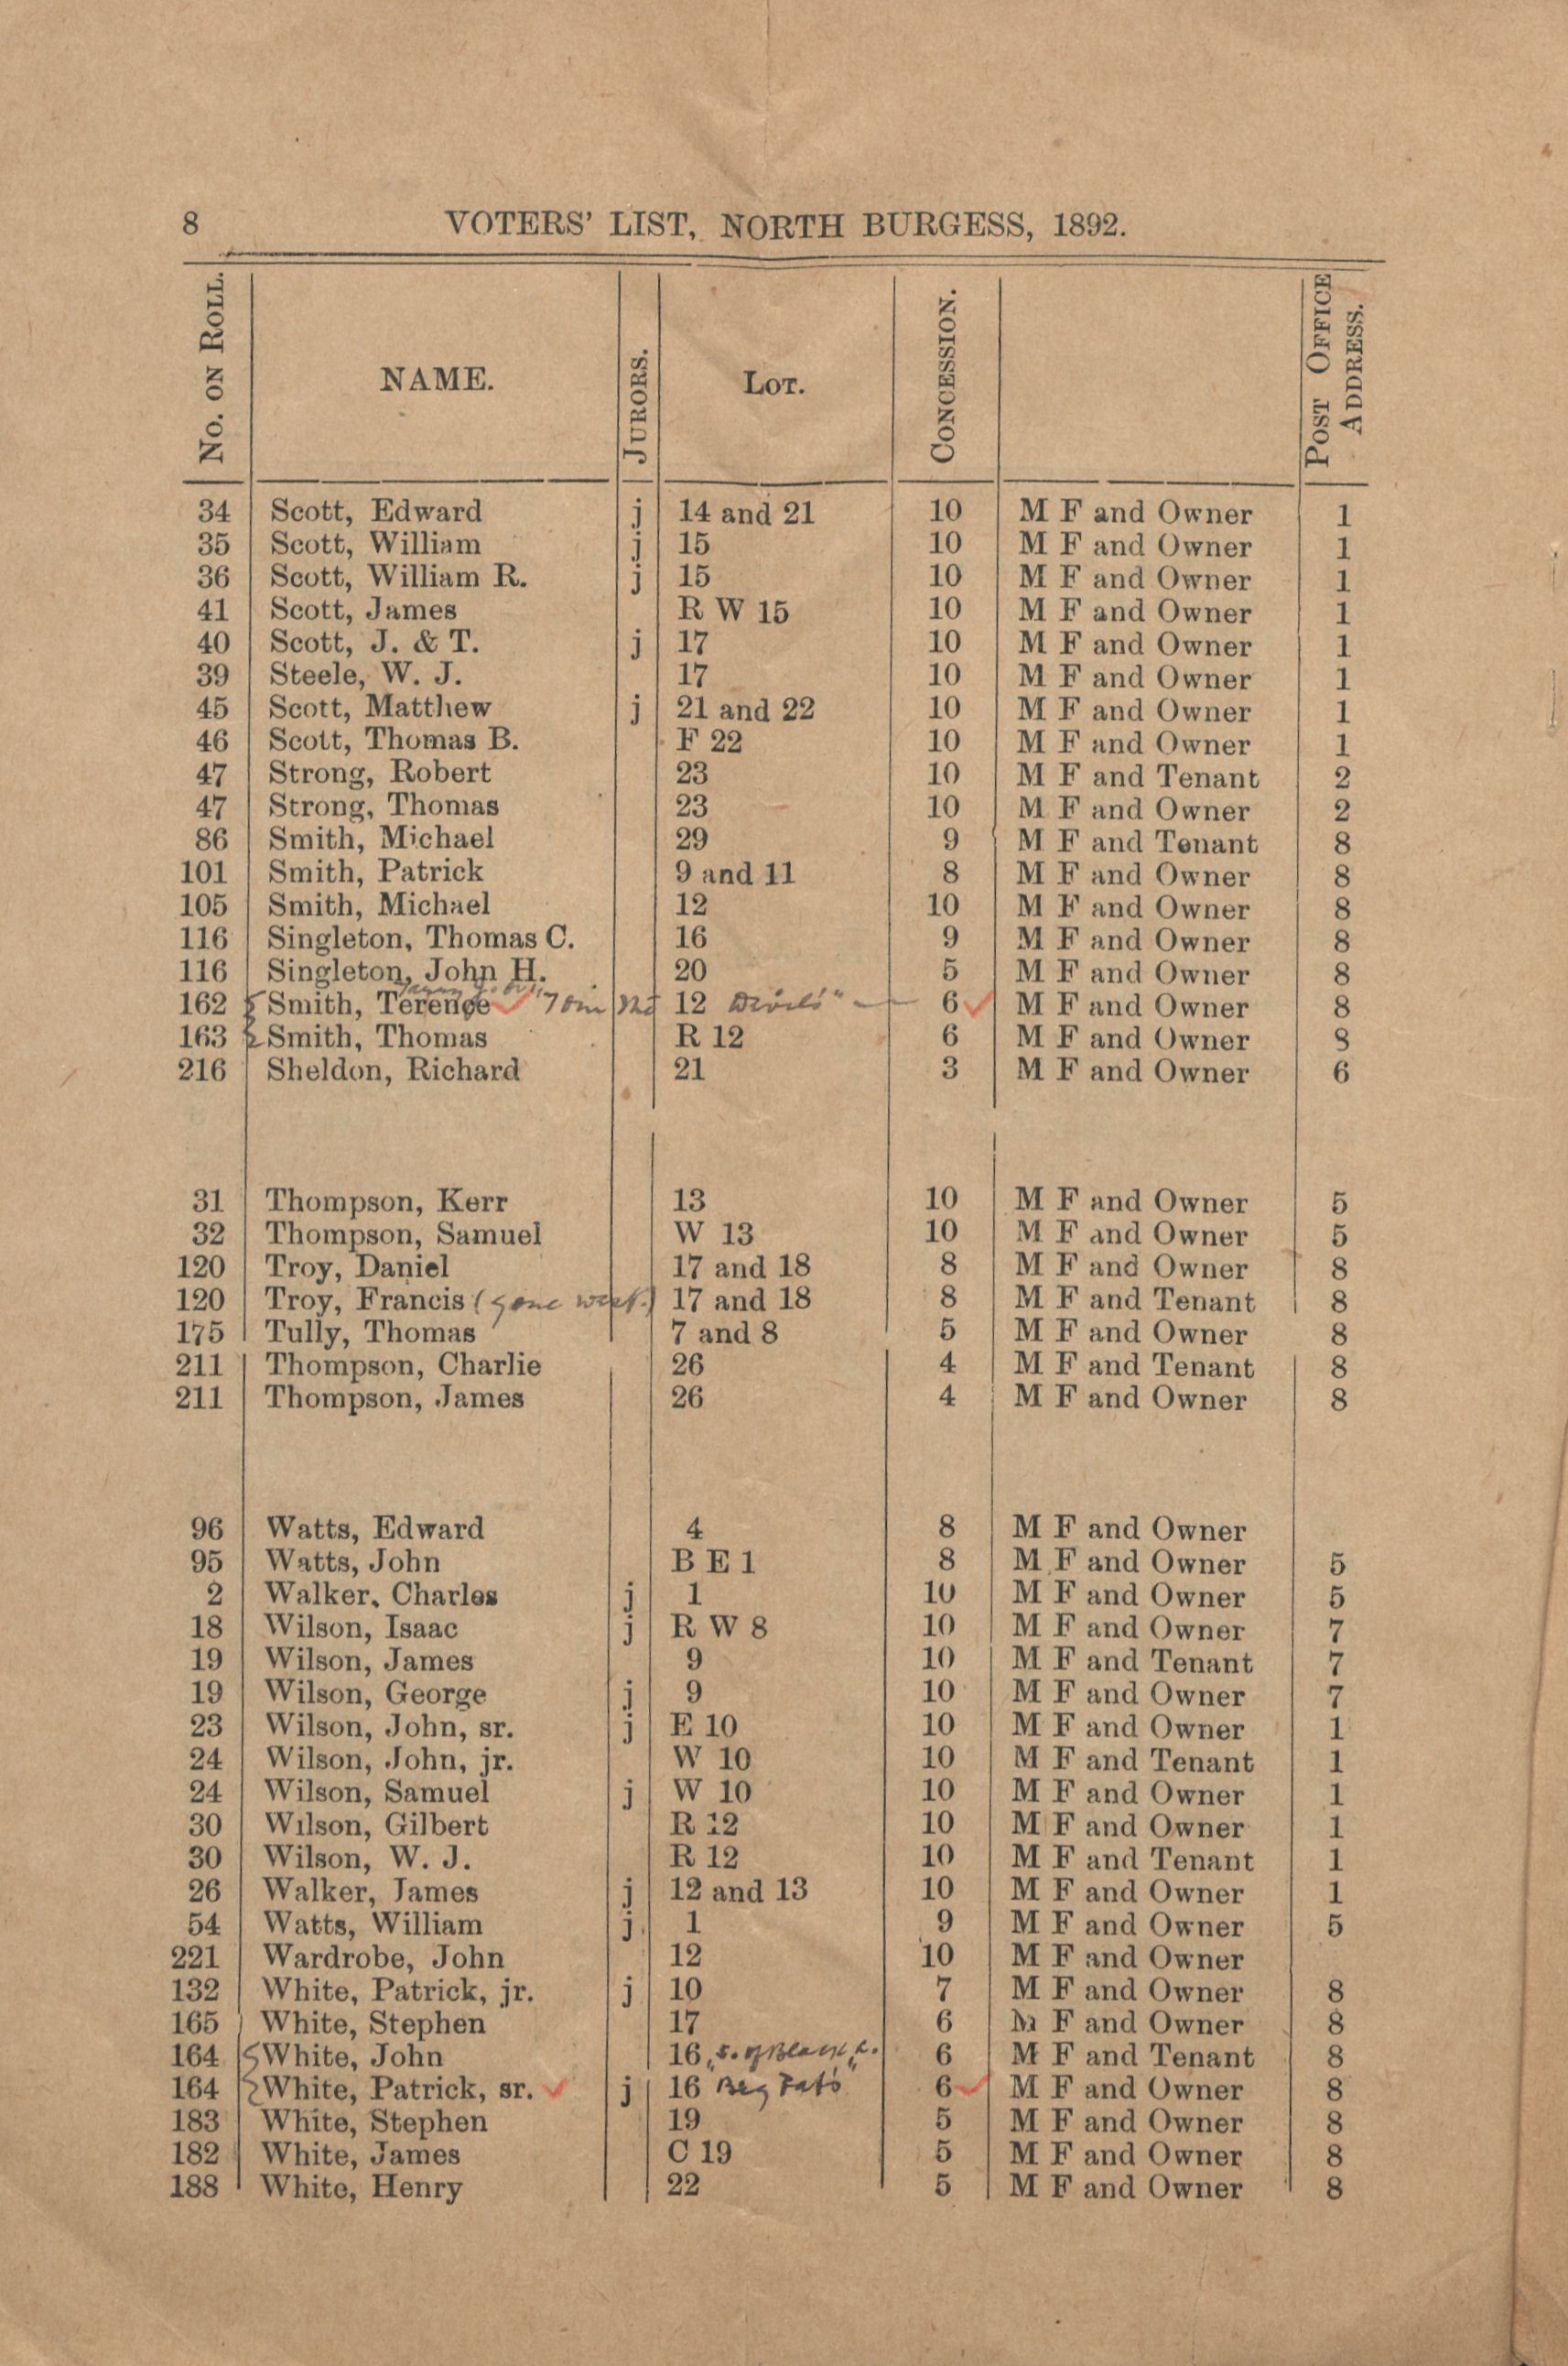 8 VOTERS' LIST, NORTH BURGESS, 1892.
No. on Roll. NAME. Jurors. Lot. Concession. Post Office Address.
34 Scott, Edward j 14 and 21 10 M F and Owner 1
35 Scott, William j 15 10 M F and Owner 1
36 Scott, William R. j 15 10 M F and Owner 1
41 Scott, James R W 15 10 M F and Owner 1
40 Scott, J. & T. j 17 10 M F and Owner 1
39 Steele, W. J. 17 10 M F and Owner 1
45 Scott, Matthew j 21 and 22 10 M F and Owner 1
46 Scott, Thomas B. F 22 10 M F and Owner 1
47 Strong, Robert 23 10 M F and Tenant 2
47 Strong, Thomas 23 10 M F and Owner 2
86 Smith, Michael 29 9 M F and Tenant 8
101 Smith, Patrick 9 and 11 8 M F and Owner 8
105 Smith, Michael 12 10 M F and Owner 8
116 Singleton, Thomas C. 16 9 M F and Owner 8
116 Singleton, John H. 20 5 M F and Owner 8
162 Smith, Terence 12 6 M F and Owner 8
163 Smith, Thomas R 12 6 M F and Owner 8
216 Sheldon, Richard 21 3 M F and Owner 6
31 Thompson, Kerr 13 10 M F and Owner 5
32 Thompson, Samuel W 13 10 M F and Owner 5
120 Troy, Daniel 17 and 18 8 M F and Owner 8
120 Troy, Francis (gone west.) 17 and 18 8 M F and Tenant 8
175 Tully, Thomas 7 and 8 5 M F and Owner 8
211 Thompson, Charlie 26 4 M F and Tenant 8
211 Thompson, James 26 4 M F and Owner 8
96 Watts, Edward 4 8 M F and Owner
95 Watts, John B E 1 8 M F and Owner 5
2 Walker, Charles j 1 10 M F and Owner 5
18 Wilson, Isaac j R W 8 10 M F and Owner 7
19 Wilson, James 9 10 M F and Tenant 7
19 Wilson, George j 9 10 M F and Owner 7
23 Wilson, John, sr. j E 10 10 M F and Owner 1
24 Wilson, John, jr. W 10 10 M F and Tenant 1
24 Wilson, Samuel j W 10 10 M F and Owner 1
30 Wilson, Gilbert R 12 10 M F and Owner 1
30 Wilson, W. J. R 12 10 M F and Tenant 1
26 Walker, James j 12 and 13 10 M F and Owner 1
54 Watts, William j 1 9 M F and Owner 5
221 Wardrobe, John 12 10 M F and Owner
132 White, Patrick, jr. j 10 7 M F and Owner 8
165 White, Stephen 17 6 M F and Owner 8
164 White, John 16 6 M F and Tenant 8
164 White, Patrick, sr. j 16 6 M F and Owner 8
183 White, Stephen 19 5 M F and Owner 8
182 White, James C 19 5 M F and Owner 8
188 White, Henry 22 5 M F and Owner 8